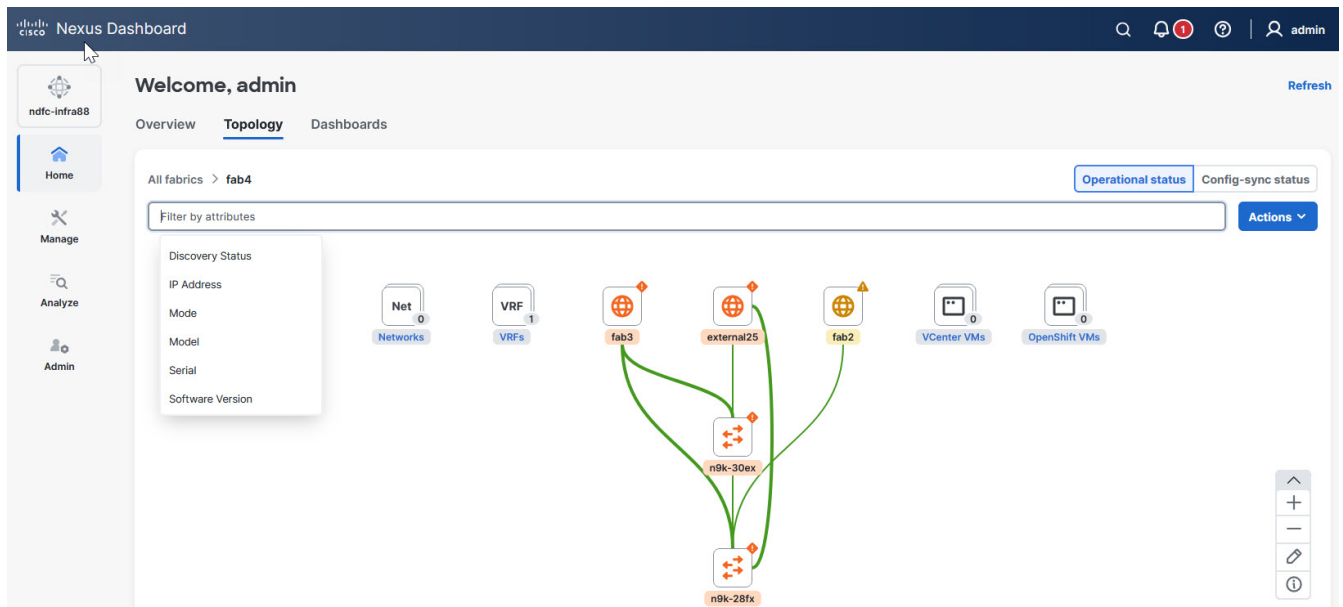 cisco Nexus Dashboard
1
admin
ndfc-infra88
Home
Manage
Analyze
Admin
Welcome, admin
Refresh
Overview Topology Dashboards
All fabrics > fab4
Operational status Config-sync status
Filter by attributes
Actions
Discovery Status
IP Address
Mode
Model
Serial
Software Version
Net
0
Networks
VRF
1
VRFs
fab3
external25
fab2
0
VCenter VMs
0
OpenShift VMs
n9k-30ex
n9k-28fx